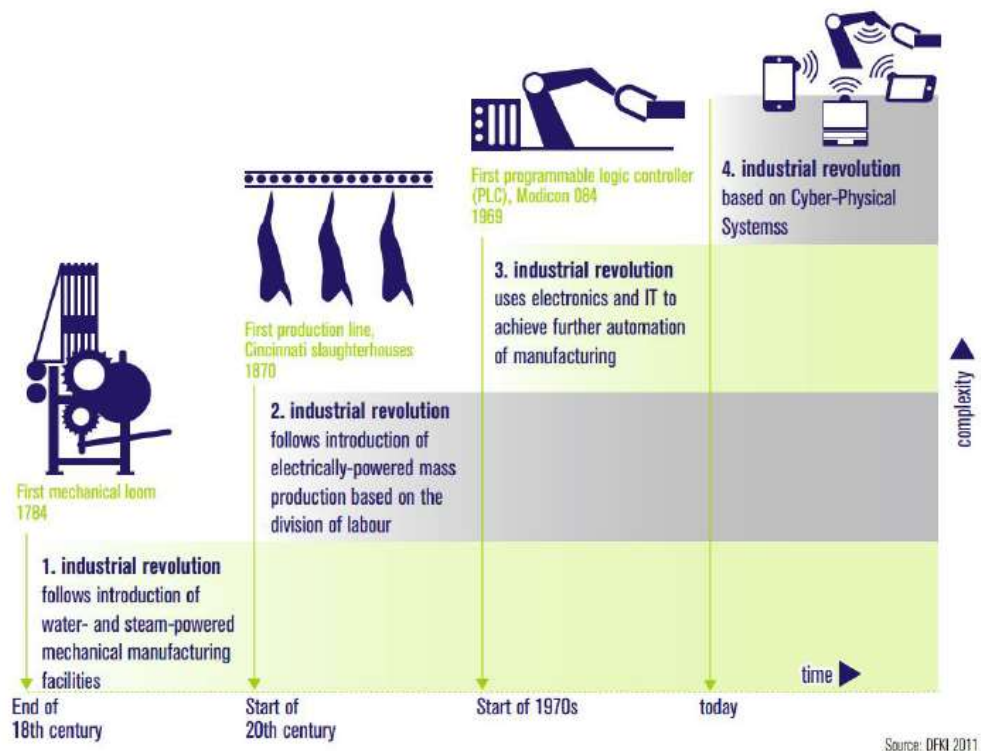 First programmable logic controller
(PLC), Modicon 084
1969
4. industrial revolution
based on Cyber-Physical
Systemss
3. industrial revolution
uses electronics and IT to
achieve further automation
of manufacturing
First production line,
Cincinnati slaughterhouses
1870
2. industrial revolution
follows introduction of
electrically-powered mass
production based on the
division of labour
First mechanical loom
1784
1. industrial revolution
follows introduction of
water- and steam-powered
mechanical manufacturing
facilities
complexity
time
End of
18th century
Start of
20th century
Start of 1970s
today
Source: DFKI 2011